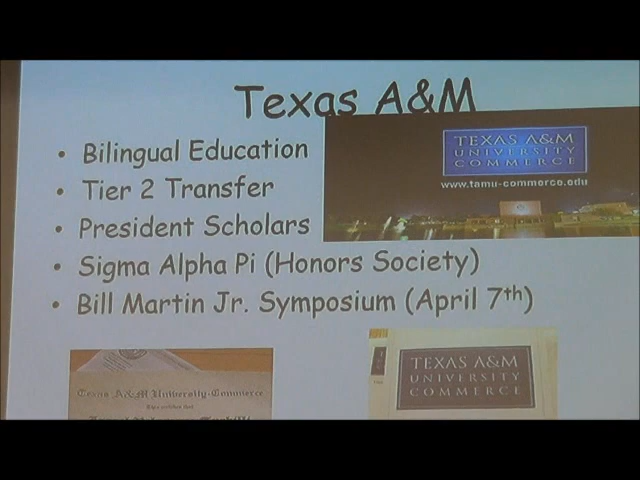 Texas A&M
• Bilingual Education
• Tier 2 Transfer
• President Scholars
• Sigma Alpha Pi (Honors Society)
• Bill Martin Jr. Symposium (April 7th)
TEXAS A&M
UNIVERSITY
COMMERCE
www.tamu-commerce.edu
Texas A&M University-Commerce
TEXAS A&M
UNIVERSITY
COMMERCE